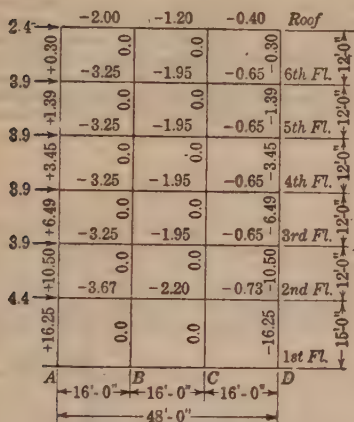 2.4 -2.00 -1.20 -0.40 Roof
+0.30 0.0 0.0 -0.30 12'-0"
3.9 -3.25 -1.95 -0.65 6th Fl.
+1.39 0.0 0.0 -1.39 12'-0"
3.9 -3.25 -1.95 -0.65 5th Fl.
+3.45 0.0 0.0 -3.45 12'-0"
3.9 -3.25 -1.95 -0.65 4th Fl.
+6.49 0.0 0.0 -6.49 12'-0"
3.9 -3.25 -1.95 -0.65 3rd Fl.
+10.50 0.0 0.0 -10.50 12'-0"
4.4 -3.67 -2.20 -0.73 2nd Fl.
+16.25 0.0 0.0 -16.25 15'-0"
1st Fl.
A B C D
16'-0" 16'-0" 16'-0"
48'-0"